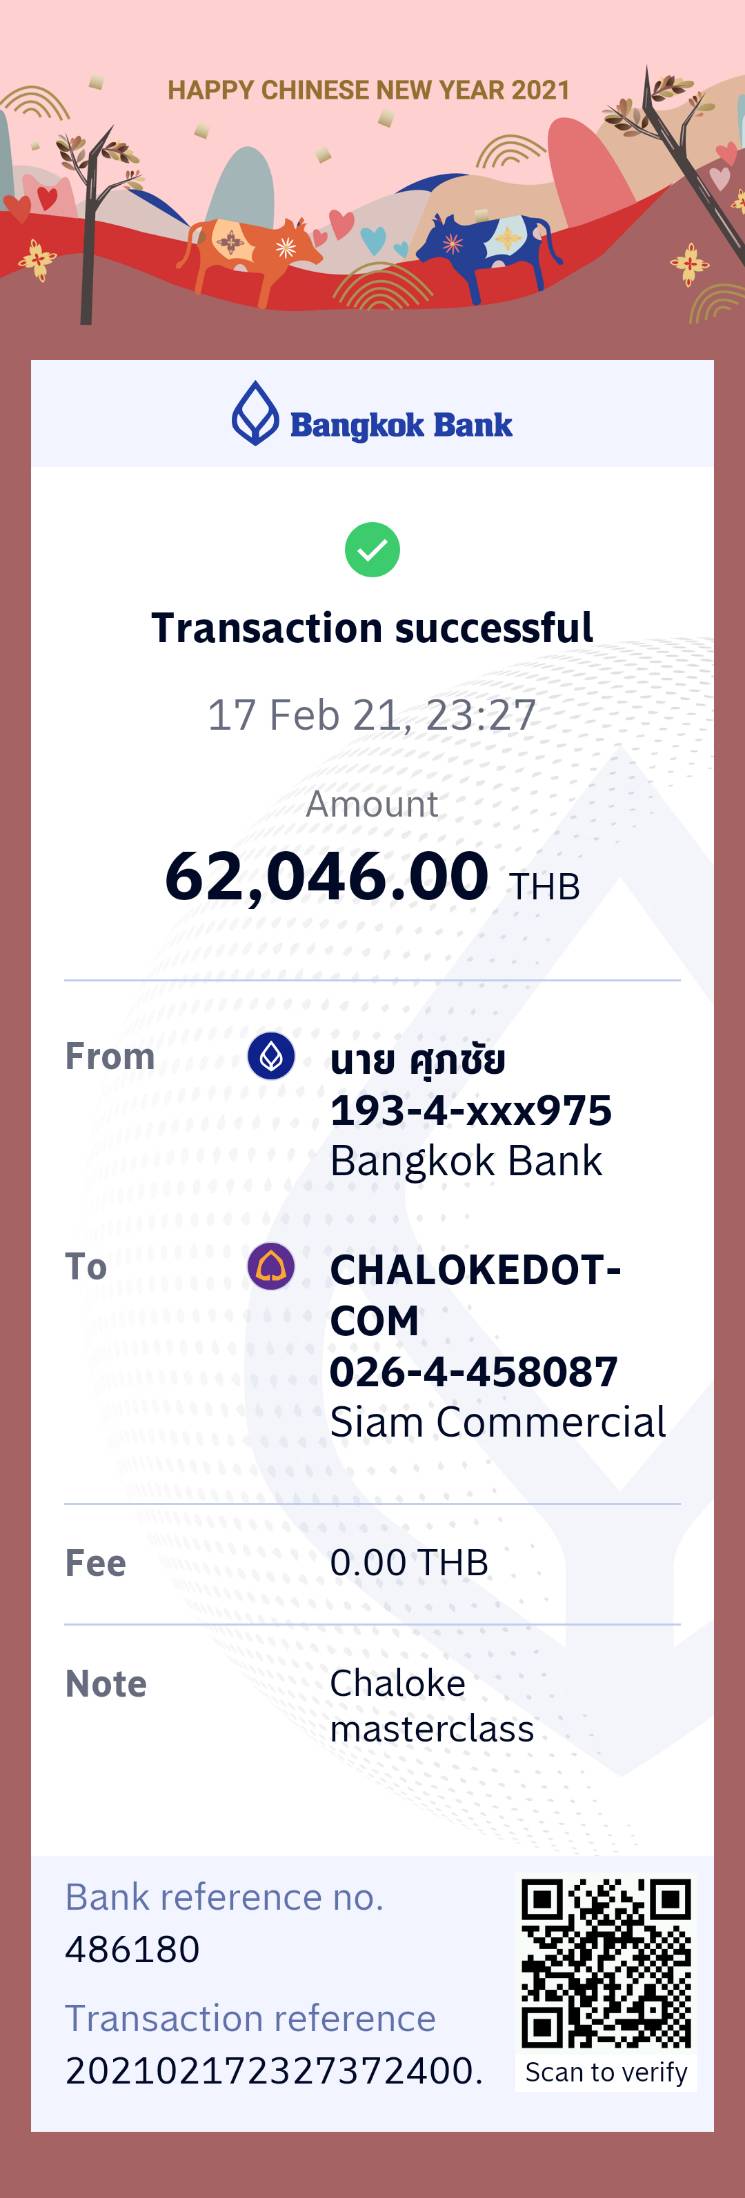 HAPPY CHINESE NEW YEAR 2021
Bangkok Bank
Transaction successful
17 Feb 21, 23:27
Amount
62,046.00 THB
From
นาย ศุภชัย
193-4-xxx975
Bangkok Bank
To
CHALOKEDOT-
COM
026-4-458087
Siam Commercial
Fee
0.00 THB
Note
Chaloke
masterclass
Bank reference no.
486180
Transaction reference
202102172327372400.
Scan to verify